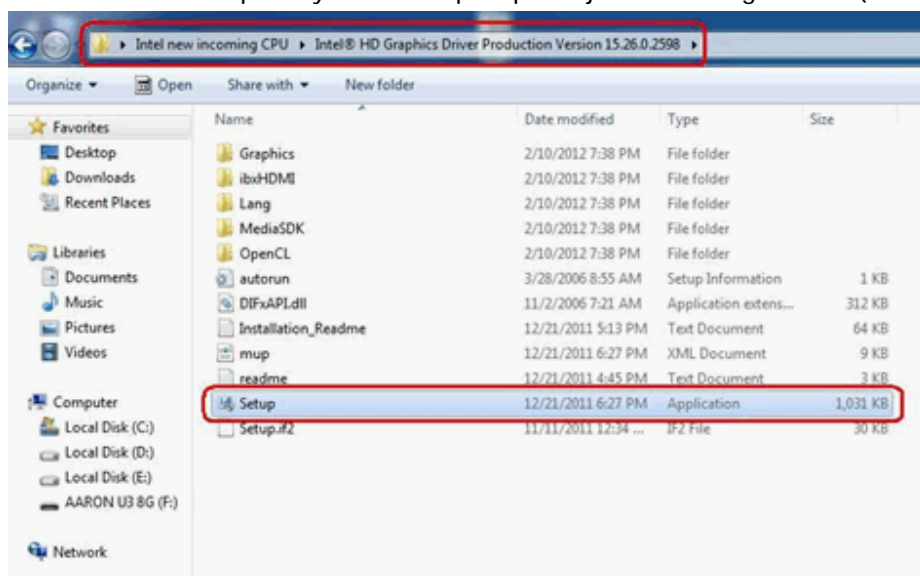 Intel new incoming CPU ▸ Intel® HD Graphics Driver Production Version 15.26.0.2598 ▸
Organize Open Share with New folder
Name Date modified Type Size
Favorites
Desktop
Downloads
Recent Places
Libraries
Documents
Music
Pictures
Videos
Computer
Local Disk (C:)
Local Disk (D:)
Local Disk (E:)
AARON U3 8G (F:)
Network
Graphics 2/10/2012 7:38 PM File folder
ibxHDMI 2/10/2012 7:38 PM File folder
Lang 2/10/2012 7:38 PM File folder
MediaSDK 2/10/2012 7:38 PM File folder
OpenCL 2/10/2012 7:38 PM File folder
autorun 3/28/2006 8:55 AM Setup Information 1 KB
DIFxAPI.dll 11/2/2006 7:21 AM Application extens... 312 KB
Installation_Readme 12/21/2011 5:13 PM Text Document 64 KB
mup 12/21/2011 6:27 PM XML Document 9 KB
readme 12/21/2011 4:45 PM Text Document 3 KB
Setup 12/21/2011 6:27 PM Application 1,031 KB
Setup.if2 11/11/2011 12:34 ... IF2 File 30 KB